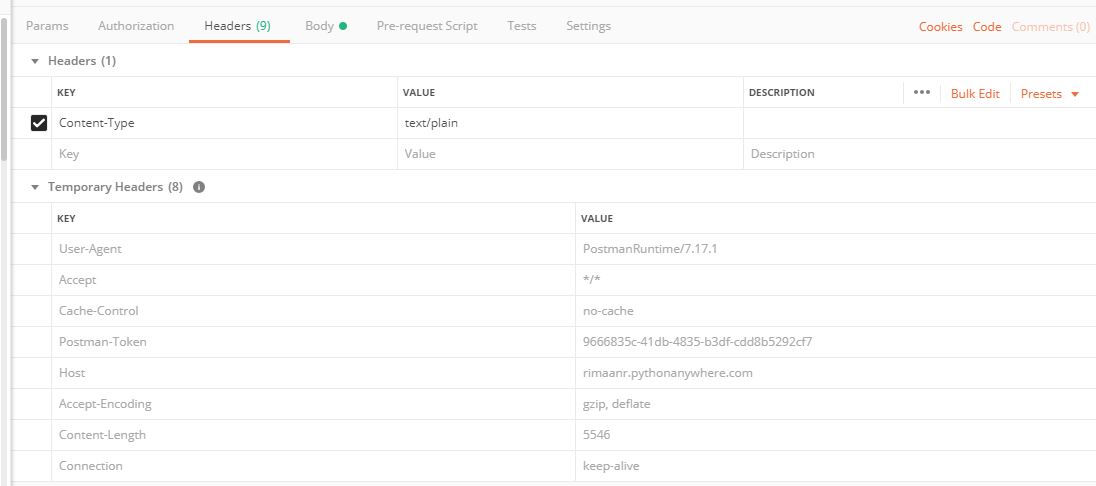 Params Authorization Headers (9) Body Pre-request Script Tests Settings Cookies Code Comments (0)
Headers (1)
KEY VALUE DESCRIPTION ••• Bulk Edit Presets
Content-Type text/plain
Key Value Description
Temporary Headers (8) i
KEY VALUE
User-Agent PostmanRuntime/7.17.1
Accept */*
Cache-Control no-cache
Postman-Token 9666835c-41db-4835-b3df-cdd8b5292cf7
Host rimaanr.pythonanywhere.com
Accept-Encoding gzip, deflate
Content-Length 5546
Connection keep-alive